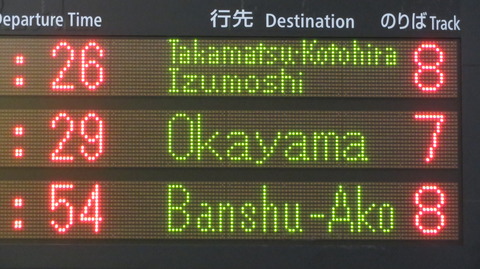 Departure Time 行先 Destination のりば Track
:26 Takamatsu·Kotohira 8
Izumoshi
:29 Okayama 7
:54 Banshu-Ako 8